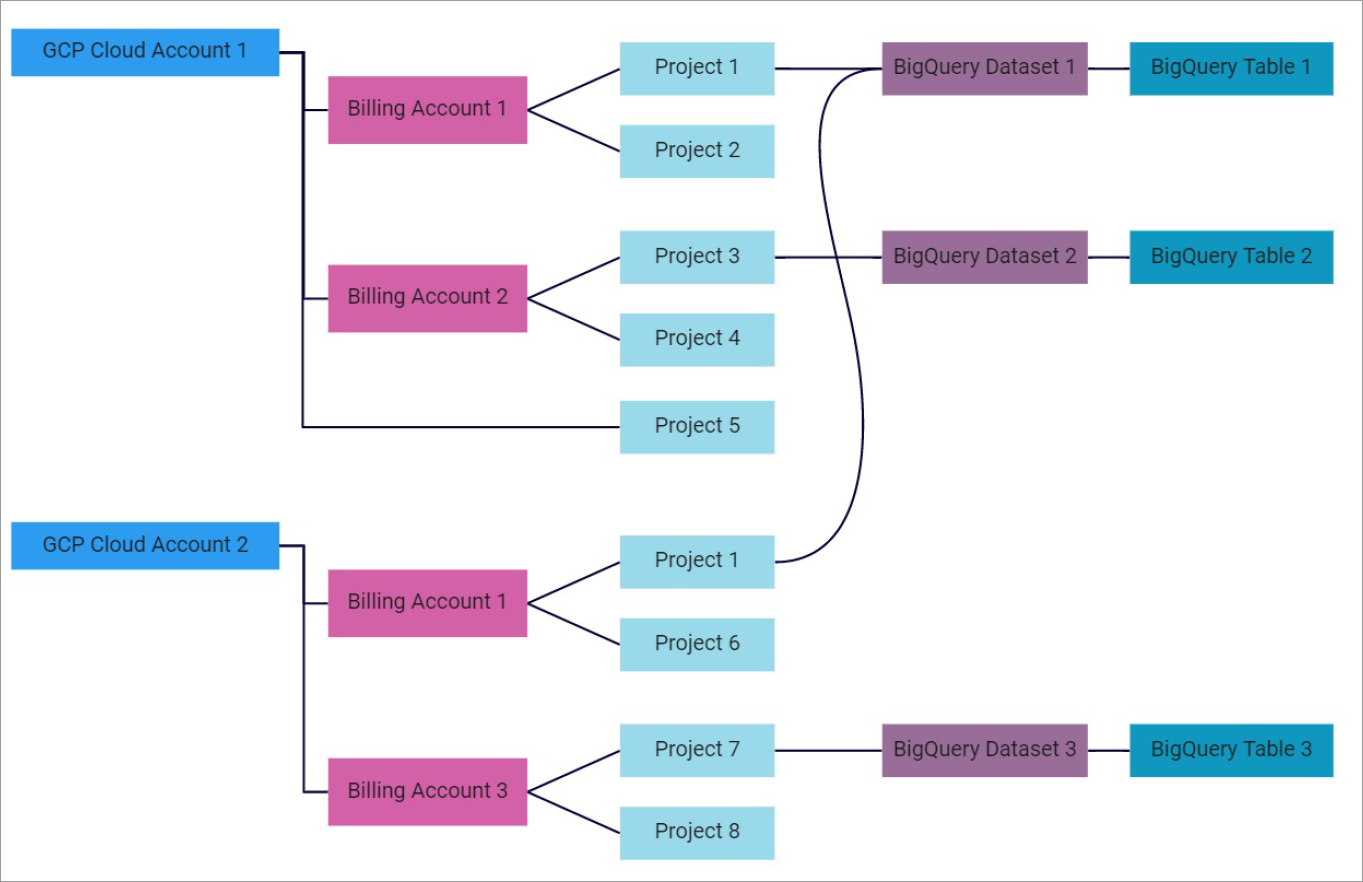 GCP Cloud Account 1
Billing Account 1
Project 1
Project 2
BigQuery Dataset 1
BigQuery Table 1
Billing Account 2
Project 3
Project 4
BigQuery Dataset 2
BigQuery Table 2
Project 5
GCP Cloud Account 2
Billing Account 1
Project 1
Project 6
Billing Account 3
Project 7
Project 8
BigQuery Dataset 3
BigQuery Table 3